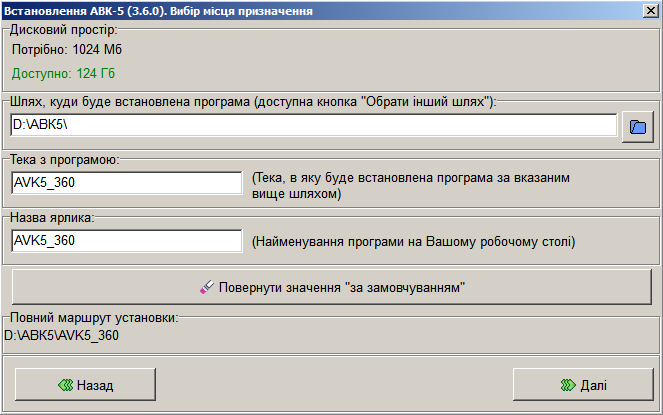 Встановлення АВК-5 (3.6.0). Вибір місця призначення
Дисковий простір:
Потрібно: 1024 Мб
Доступно: 124 Гб
Шлях, куди буде встановлена програма (доступна кнопка "Обрати інший шлях"):
D:\АВК5\
Тека з програмою:
AVK5_360
(Тека, в яку буде встановлена програма за вказаним
вище шляхом)
Назва ярлика:
AVK5_360
(Найменування програми на Вашому робочому столі)
Повернути значення "за замовчуванням"
Повний маршрут установки:
D:\АВК5\AVK5_360
Назад
Далі